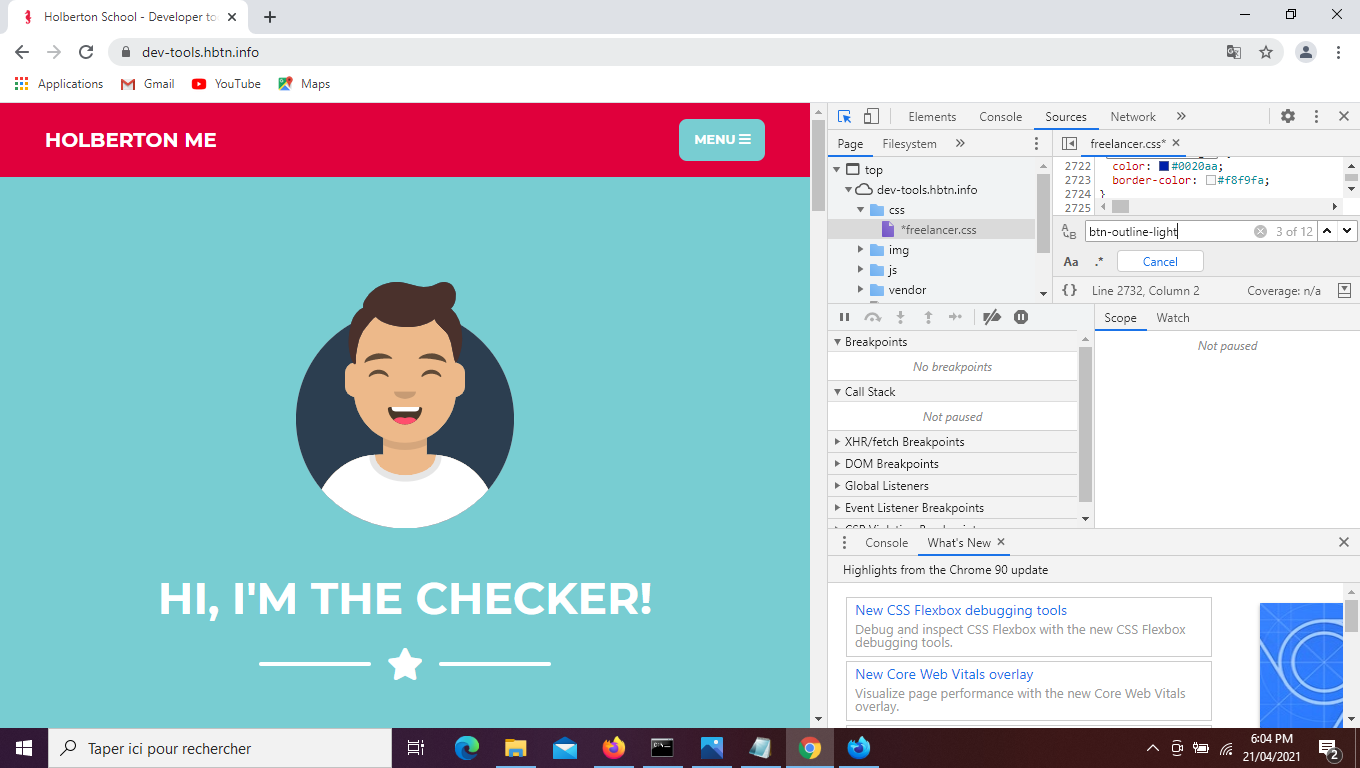 Holberton School - Developer to
dev-tools.hbtn.info
Applications Gmail YouTube Maps
HOLBERTON ME
MENU
HI, I'M THE CHECKER!
Elements Console Sources Network
Page Filesystem
top
dev-tools.hbtn.info
css
*freelancer.css
img
js
vendor
freelancer.css*
2722 color: #0020aa;
2723 border-color: #f8f9fa;
2724 }
2725
btn-outline-light 3 of 12
Aa .* Cancel
{} Line 2732, Column 2 Coverage: n/a
Breakpoints
No breakpoints
Call Stack
Not paused
XHR/fetch Breakpoints
DOM Breakpoints
Global Listeners
Event Listener Breakpoints
Scope Watch
Not paused
Console What's New
Highlights from the Chrome 90 update
New CSS Flexbox debugging tools
Debug and inspect CSS Flexbox with the new CSS Flexbox
debugging tools.
New Core Web Vitals overlay
Visualize page performance with the new Core Web Vitals
overlay.
Taper ici pour rechercher
6:04 PM
21/04/2021
2